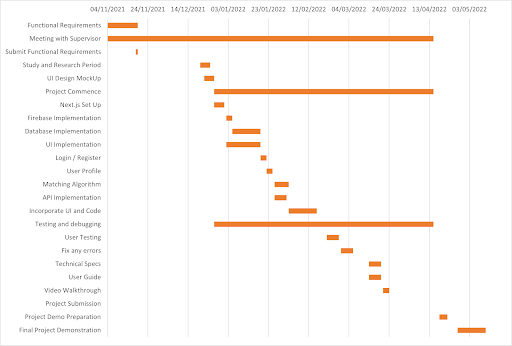 04/11/2021 24/11/2021 14/12/2021 03/01/2022 23/01/2022 12/02/2022 04/03/2022 24/03/2022 13/04/2022 03/05/2022
Functional Requirements
Meeting with Supervisor
Submit Functional Requirements
Study and Research Period
UI Design MockUp
Project Commence
Next.js Set Up
Firebase Implementation
Database Implementation
UI Implementation
Login / Register
User Profile
Matching Algorithm
API Implementation
Incorporate UI and Code
Testing and debugging
User Testing
Fix any errors
Technical Specs
User Guide
Video Walkthrough
Project Submission
Project Demo Preparation
Final Project Demonstration